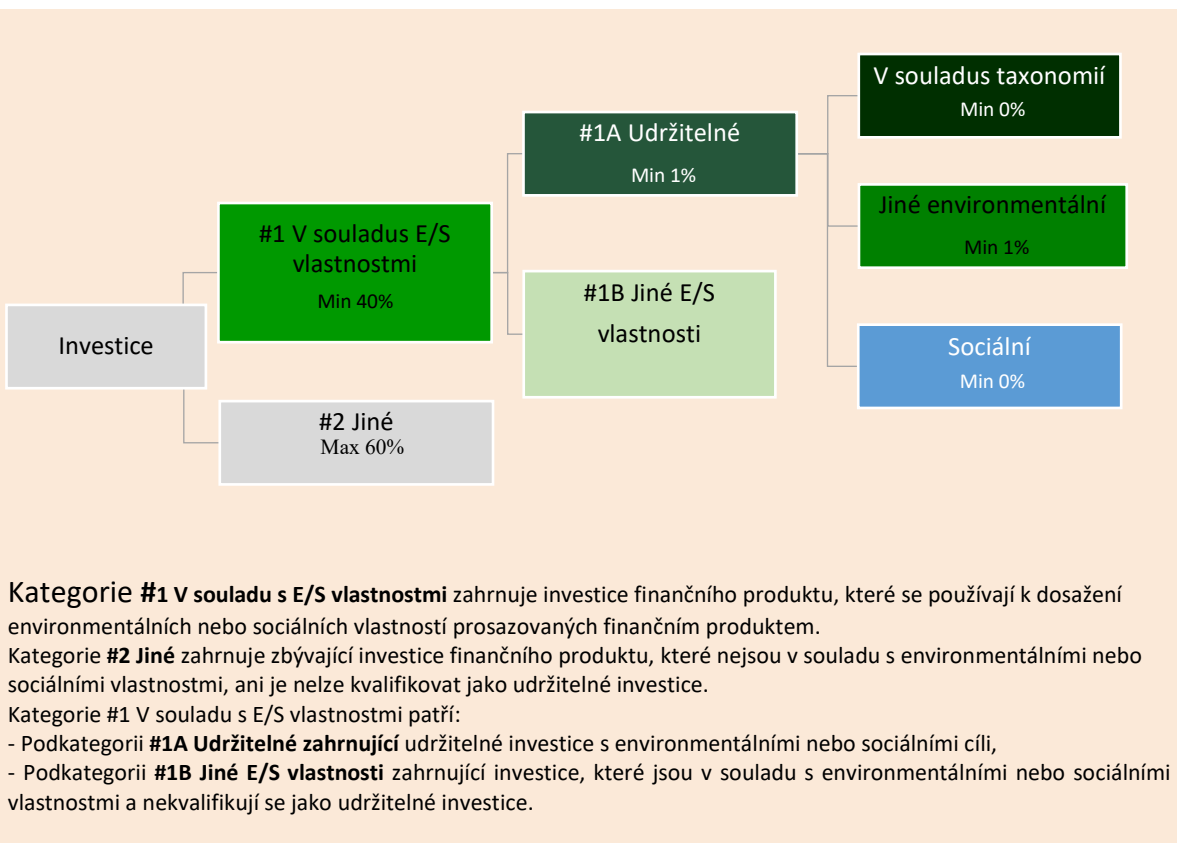 V souladus taxonomií
Min 0%
#1A Udržitelné
Min 1%
Jiné environmentální
Min 1%
#1 V souladus E/S
vlastnostmi
Min 40%
#1B Jiné E/S
vlastnosti
Investice
Sociální
Min 0%
#2 Jiné
Max 60%
Kategorie #1 V souladu s E/S vlastnostmi zahrnuje investice finančního produktu, které se používají k dosažení
environmentálních nebo sociálních vlastností prosazovaných finančním produktem.
Kategorie #2 Jiné zahrnuje zbývající investice finančního produktu, které nejsou v souladu s environmentálními nebo
sociálními vlastnostmi, ani je nelze kvalifikovat jako udržitelné investice.
Kategorie #1 V souladu s E/S vlastnostmi patří:
- Podkategorii #1A Udržitelné zahrnující udržitelné investice s environmentálními nebo sociálními cíli,
- Podkategorii #1B Jiné E/S vlastnosti zahrnující investice, které jsou v souladu s environmentálními nebo sociálními
vlastnostmi a nekvalifikují se jako udržitelné investice.